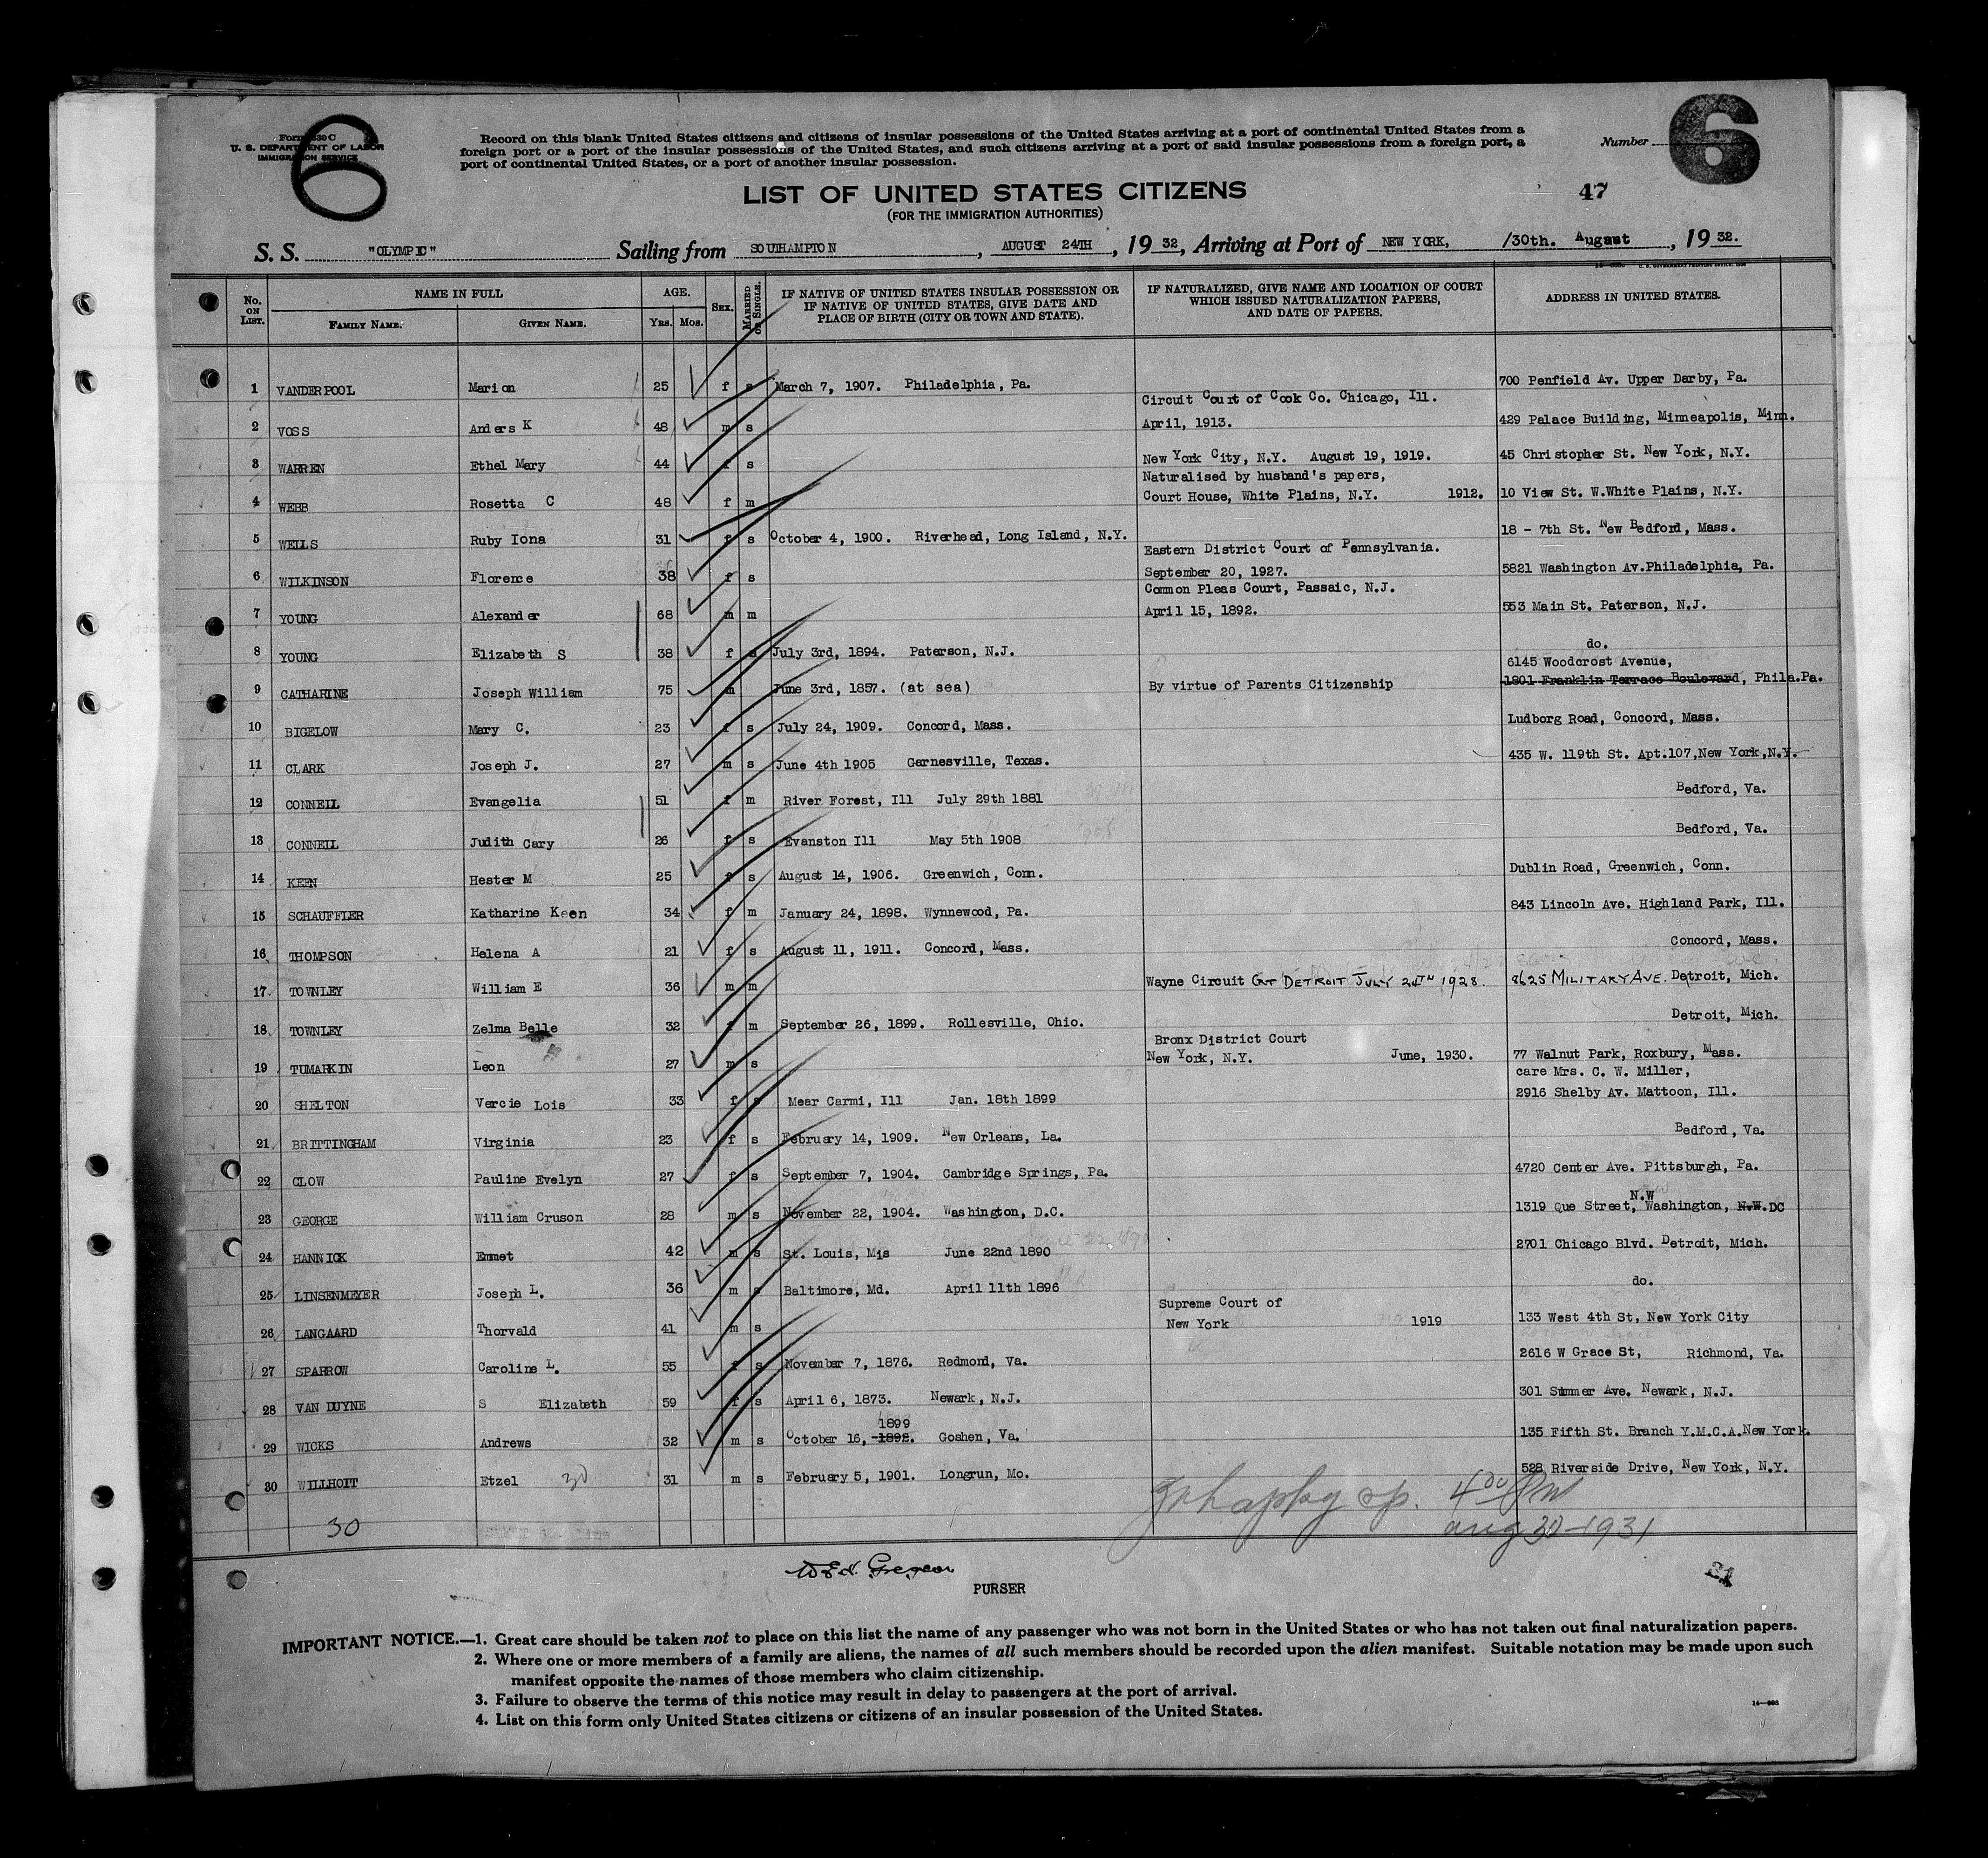 Form 630 C
U. S. DEPARTMENT OF LABOR
IMMIGRATION SERVICE
6
Record on this blank United States citizens and citizens of insular possessions of the United States arriving at a port of continental United States from a
foreign port or a port of the insular possessions of the United States, and such citizens arriving at a port of said insular possessions from a foreign port, a
port of continental United States, or a port of another insular possession.
Number
6
LIST OF UNITED STATES CITIZENS
47
(FOR THE IMMIGRATION AUTHORITIES)
S. S. "OLYMPIC" Sailing from SOUTHAMPTON, AUGUST 24TH, 1932, Arriving at Port of NEW YORK, /30th. August, 1932.
No. ON LIST. NAME IN FULL FAMILY NAME. GIVEN NAME. AGE. YRS. MOS. SEX. MARRIED OR SINGLE. IF NATIVE OF UNITED STATES INSULAR POSSESSION OR IF NATIVE OF UNITED STATES, GIVE DATE AND PLACE OF BIRTH (CITY OR TOWN AND STATE). IF NATURALIZED, GIVE NAME AND LOCATION OF COURT WHICH ISSUED NATURALIZATION PAPERS, AND DATE OF PAPERS. ADDRESS IN UNITED STATES.
1 VANDERPOOL Marion 25 f s March 7, 1907. Philadelphia, Pa. 700 Penfield Av. Upper Darby, Pa.
Circuit Court of Cook Co. Chicago, Ill.
2 VOSS Anders K 48 m s April, 1913. 429 Palace Building, Minneapolis, Minn.
3 WARREN Ethel Mary 44 f s New York City, N.Y. August 19, 1919. 45 Christopher St. New York, N.Y.
Naturalised by husband's papers,
4 WEBB Rosetta C 48 f m Court House, White Plains, N.Y. 1912. 10 View St. W.White Plains, N.Y.
5 WELLS Ruby Iona 31 f s October 4, 1900. Riverhead, Long Island, N.Y. 18 - 7th St. New Bedford, Mass.
Eastern District Court of Pennsylvania.
6 WILKINSON Florence 38 f s September 20, 1927. 5821 Washington Av.Philadelphia, Pa.
Common Pleas Court, Passaic, N.J.
7 YOUNG Alexander 68 m m April 15, 1892. 553 Main St. Paterson, N.J.
8 YOUNG Elizabeth S 38 f s July 3rd, 1894. Paterson, N.J. do.
6145 Woodcrost Avenue,
9 CATHARINE Joseph William 75 m June 3rd, 1857. (at sea) By virtue of Parents Citizenship 1801 Franklin Terrace Boulevard, Phila.Pa.
10 BIGELOW Mary C. 23 f s July 24, 1909. Concord, Mass. Ludborg Road, Concord, Mass.
11 CLARK Joseph J. 27 m s June 4th 1905 Garnesville, Texas. 435 W. 119th St. Apt.107,New York,N.Y.
12 CONNELL Evangelia 51 f m River Forest, Ill July 29th 1881 Bedford, Va.
13 CONNELL Judith Cary 26 f s Evanston Ill May 5th 1908 Bedford, Va.
14 KEEN Hester M 25 f s August 14, 1906. Greenwich, Conn. Dublin Road, Greenwich, Conn.
15 SCHAUFFLER Katharine Keen 34 f m January 24, 1898. Wynnewood, Pa. 843 Lincoln Ave. Highland Park, Ill.
16 THOMPSON Helena A 21 f s August 11, 1911. Concord, Mass. Concord, Mass.
17 TOWNLEY William E 36 m m Wayne Circuit Crt DETROIT JULY 24TH 1928. 8625 MILITARY AVE. Detroit, Mich.
18 TOWNLEY Zelma Belle 32 f m September 26, 1899. Rollesville, Ohio. Detroit, Mich.
Bronx District Court
19 TUMARKIN Leon 27 m s New York, N.Y. June, 1930. 77 Walnut Park, Roxbury, Mass.
care Mrs. C. W. Miller,
20 SHELTON Vercie Lois 33 f s Mear Carmi, Ill Jan. 18th 1899 2916 Shelby Av. Mattoon, Ill.
21 BRITTINGHAM Virginia 23 f s February 14, 1909. New Orleans, La. Bedford, Va.
22 CLOW Pauline Evelyn 27 f s September 7, 1904. Cambridge Springs, Pa. 4720 Center Ave. Pittsburgh, Pa.
N.W
23 GEORGE William Cruson 28 m s November 22, 1904. Washington, D.C. 1319 Que Street, Washington, N.W. DC
24 HANNICK Emmet 42 m s St. Louis, Mis June 22nd 1890 2701 Chicago Blvd. Detroit, Mich.
25 LINSENMEYER Joseph L. 36 m s Baltimore, Md. April 11th 1896 do.
Supreme Court of
26 LANGAARD Thorvald 41 m s New York 1919 133 West 4th St, New York City
27 SPARROW Caroline L. 55 f s November 7, 1876. Redmond, Va. 2616 W Grace St, Richmond, Va.
28 VAN DUYNE S Elizabeth 59 f s April 6, 1873. Newark, N.J. 301 Summer Ave. Newark, N.J.
1899
29 WICKS Andrews 32 m s October 16, 1892. Goshen, Va. 135 Fifth St. Branch Y.M.C.A.New York.
30 WILLHOIT Etzel 30 31 m s February 5, 1901. Longrun, Mo. 528 Riverside Drive, New York, N.Y.
4 00 PM
30
Aug 30-1931
PURSER
31
IMPORTANT NOTICE.—1. Great care should be taken not to place on this list the name of any passenger who was not born in the United States or who has not taken out final naturalization papers.
2. Where one or more members of a family are aliens, the names of all such members should be recorded upon the alien manifest. Suitable notation may be made upon such
manifest opposite the names of those members who claim citizenship.
3. Failure to observe the terms of this notice may result in delay to passengers at the port of arrival.
4. List on this form only United States citizens or citizens of an insular possession of the United States.